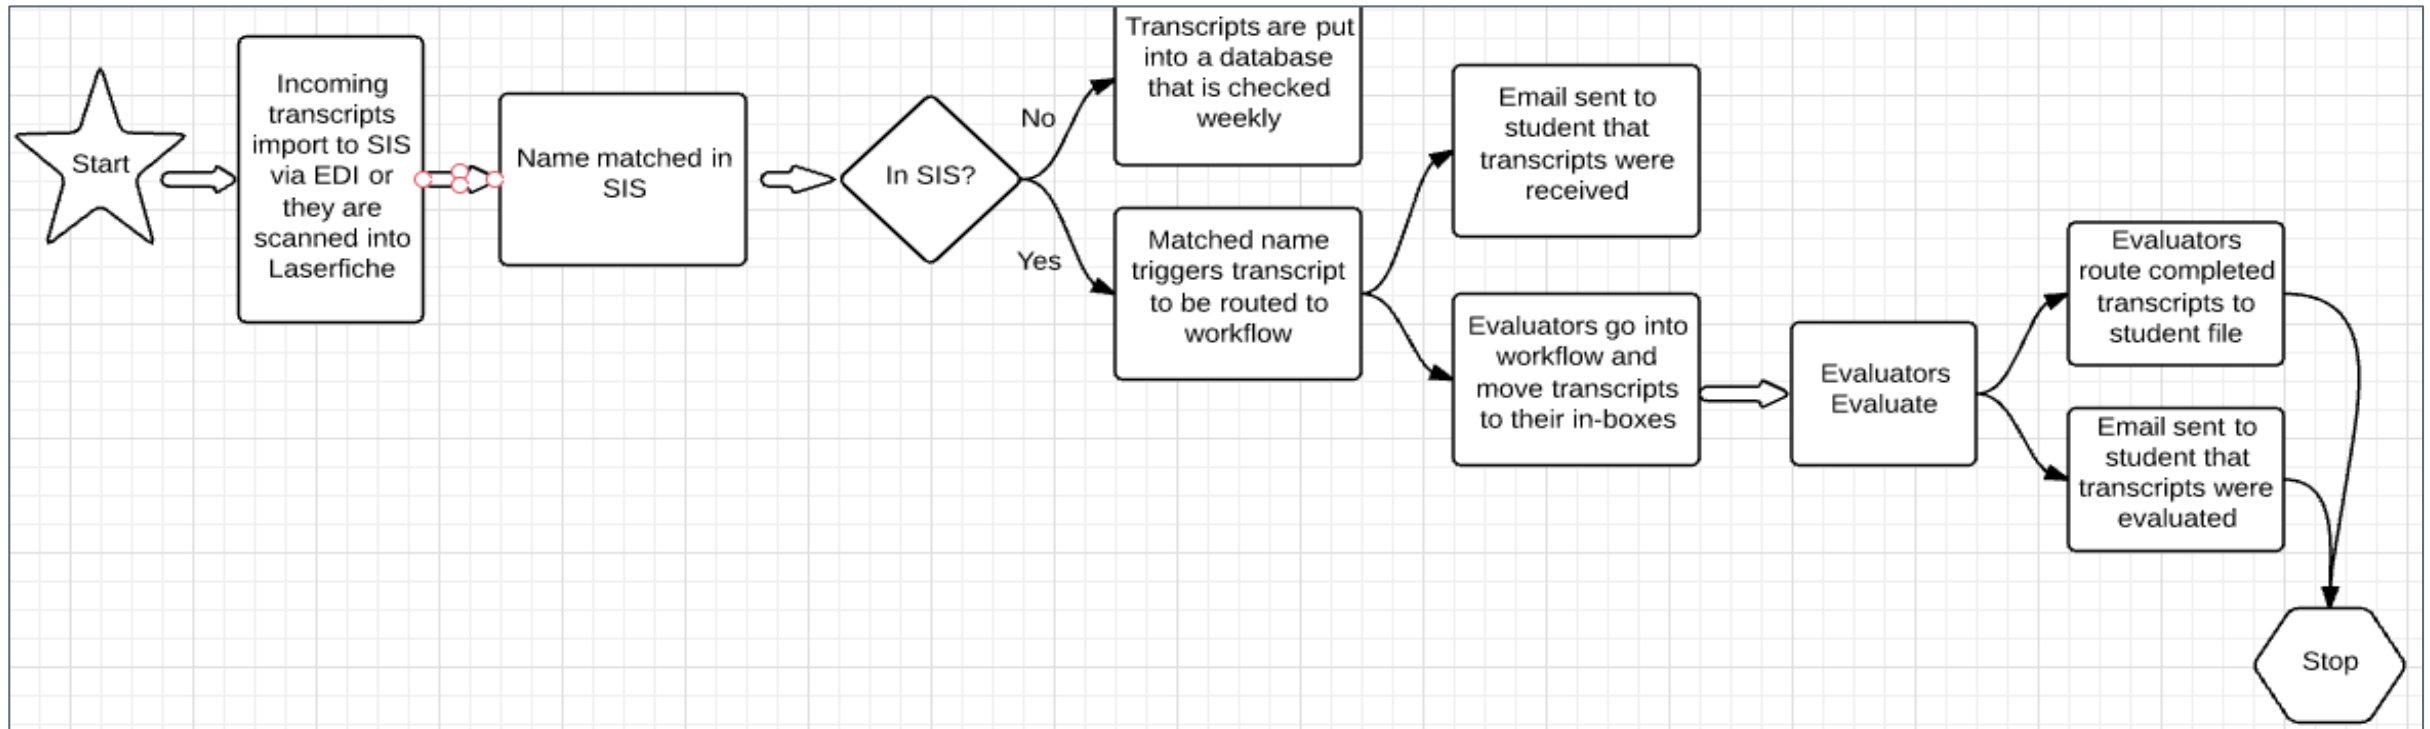 Start
Incoming
transcripts
import to SIS
via EDI or
they are
scanned into
Laserfiche
Name matched in
SIS
In SIS?
No
Yes
Transcripts are put
into a database
that is checked
weekly
Matched name
triggers transcript
to be routed to
workflow
Email sent to
student that
transcripts were
received
Evaluators go into
workflow and
move transcripts
to their in-boxes
Evaluators
Evaluate
Evaluators
route completed
transcripts to
student file
Email sent to
student that
transcripts were
evaluated
Stop